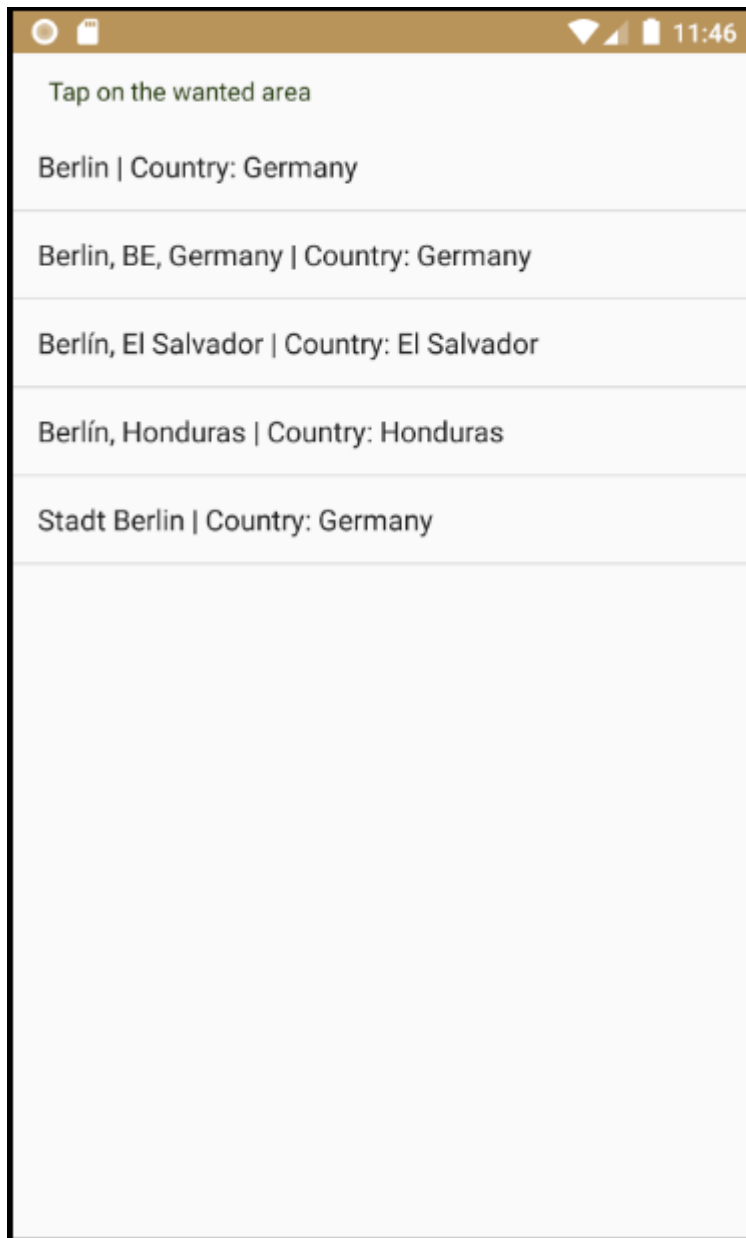 11:46
Tap on the wanted area
Berlin | Country: Germany
Berlin, BE, Germany | Country: Germany
Berlín, El Salvador | Country: El Salvador
Berlín, Honduras | Country: Honduras
Stadt Berlin | Country: Germany